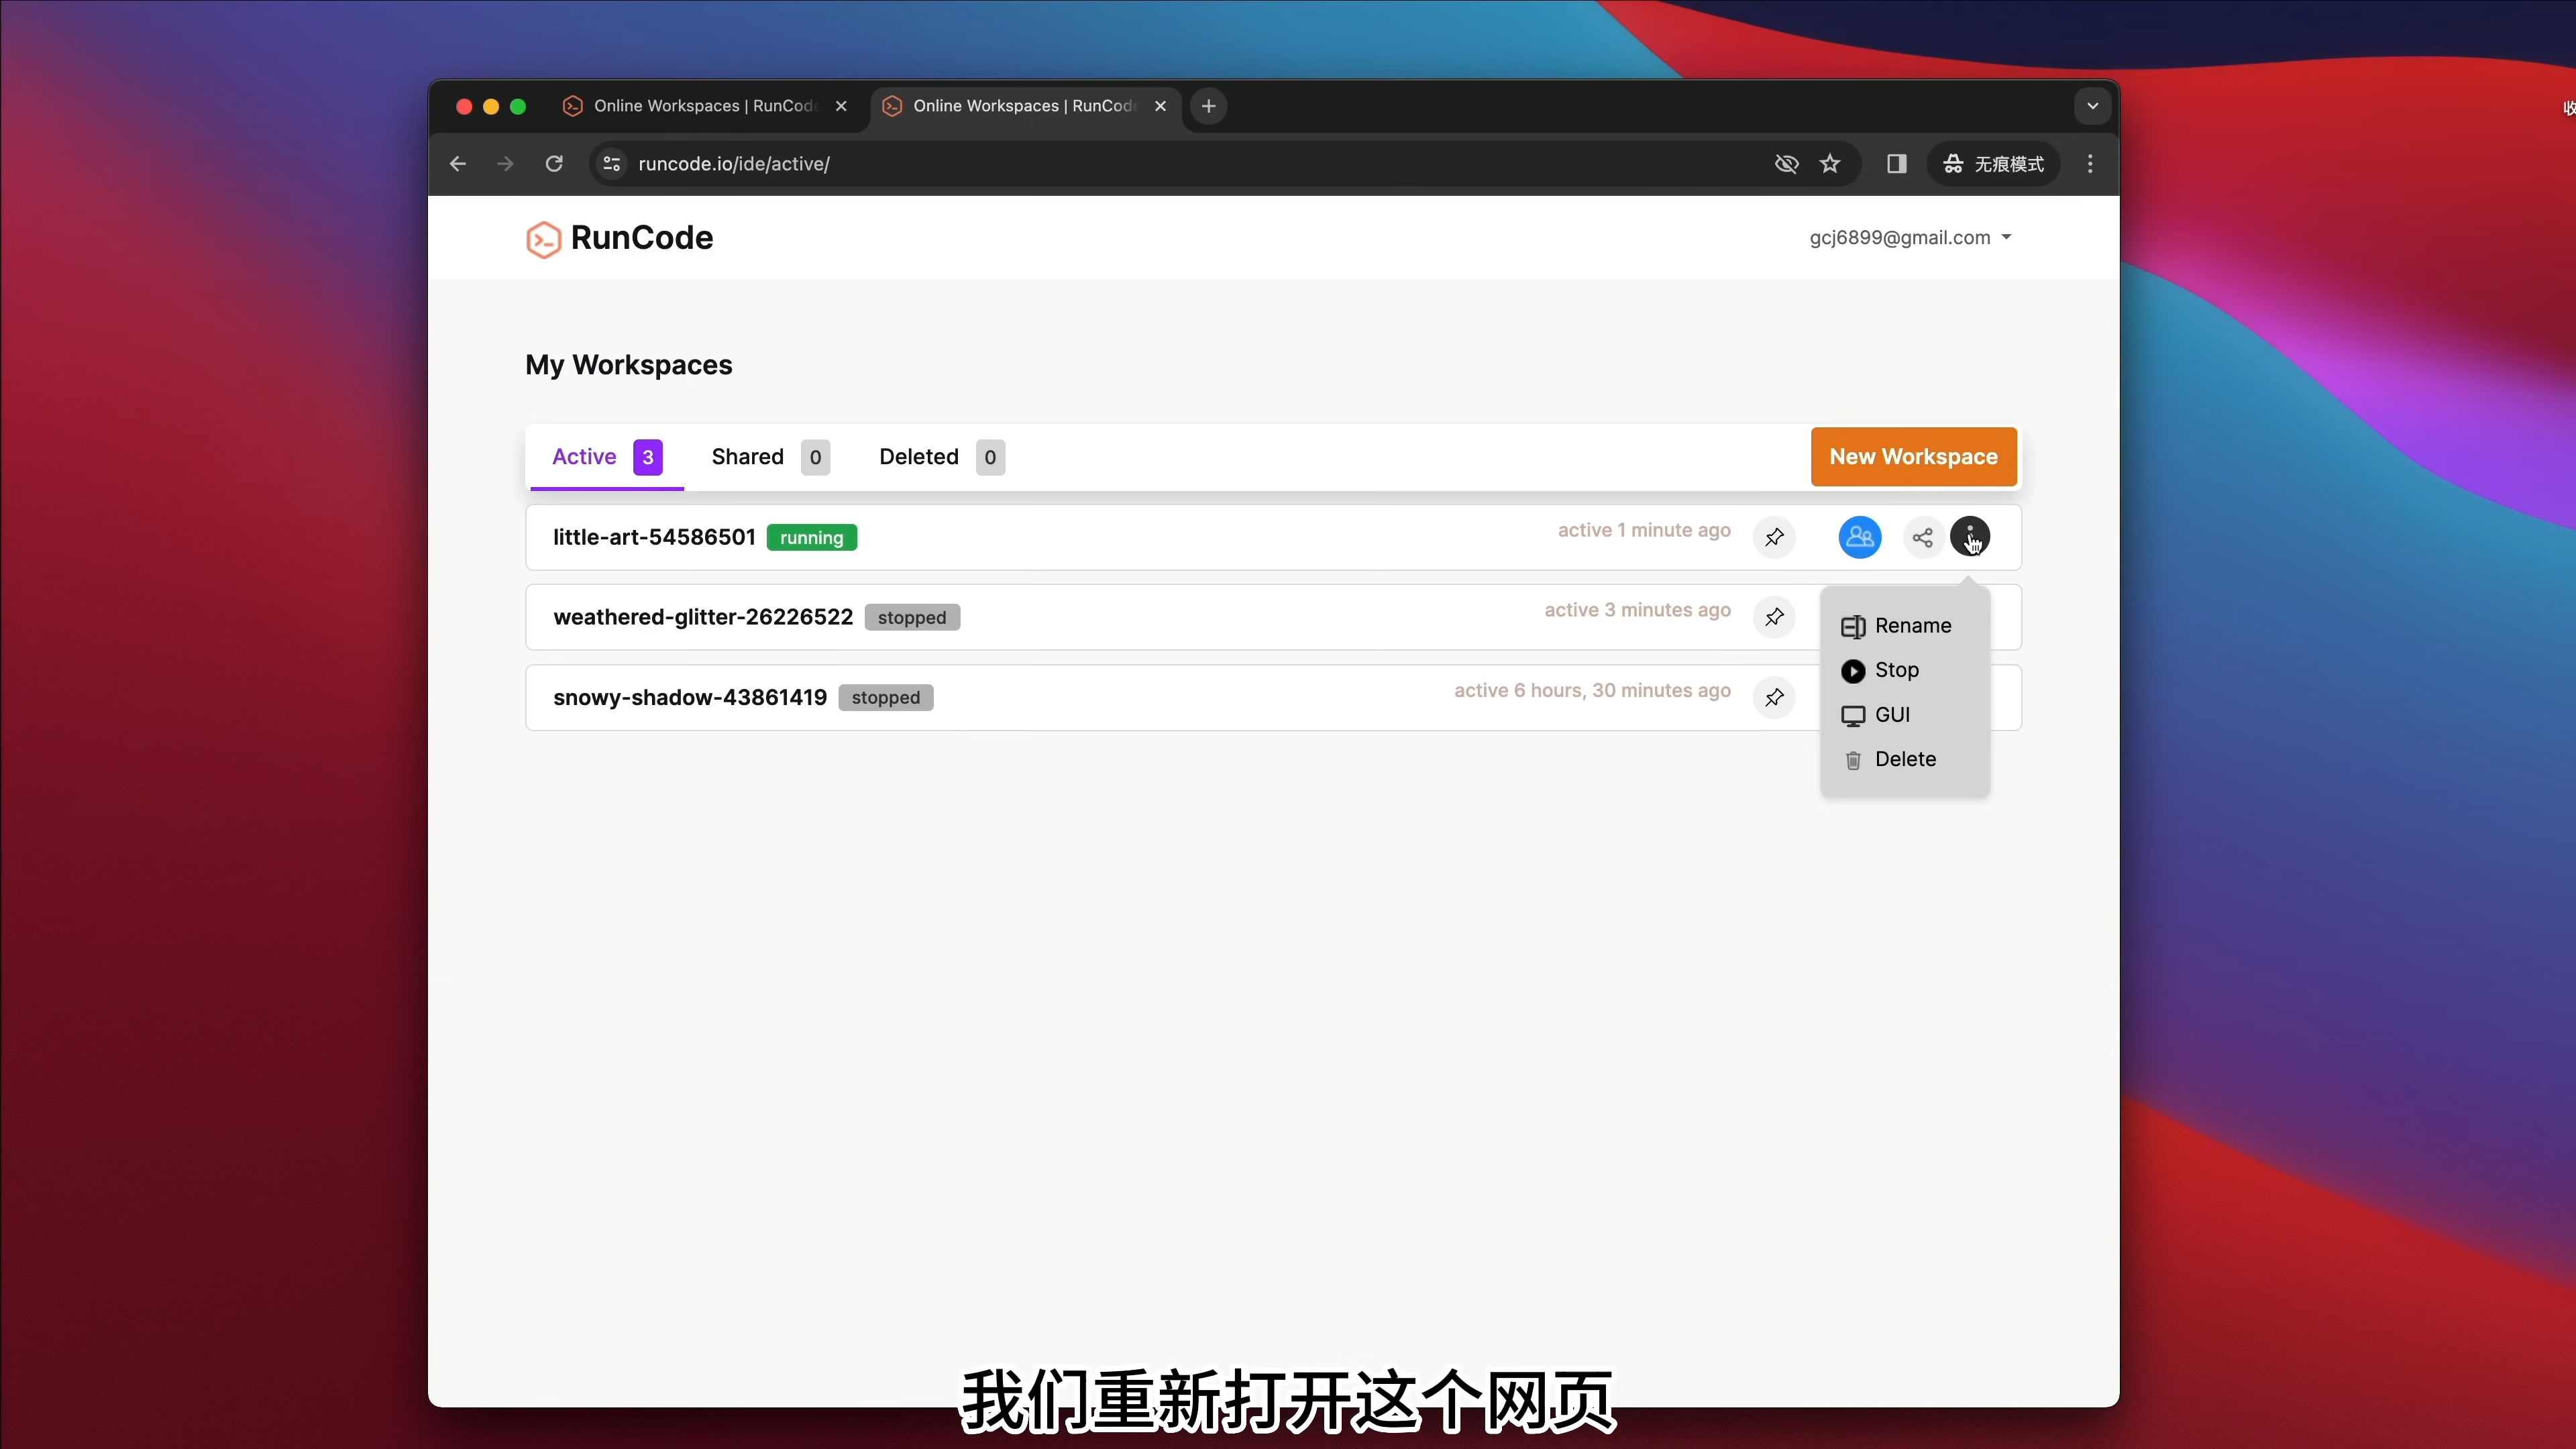 Online Workspaces | RunCode
Online Workspaces | RunCode
收
runcode.io/ide/active/
无痕模式
RunCode
gcj6899@gmail.com
My Workspaces
Active 3
Shared 0
Deleted 0
New Workspace
little-art-54586501 running
active 1 minute ago
weathered-glitter-26226522 stopped
active 3 minutes ago
snowy-shadow-43861419 stopped
active 6 hours, 30 minutes ago
Rename
Stop
GUI
Delete
我们重新打开这个网页